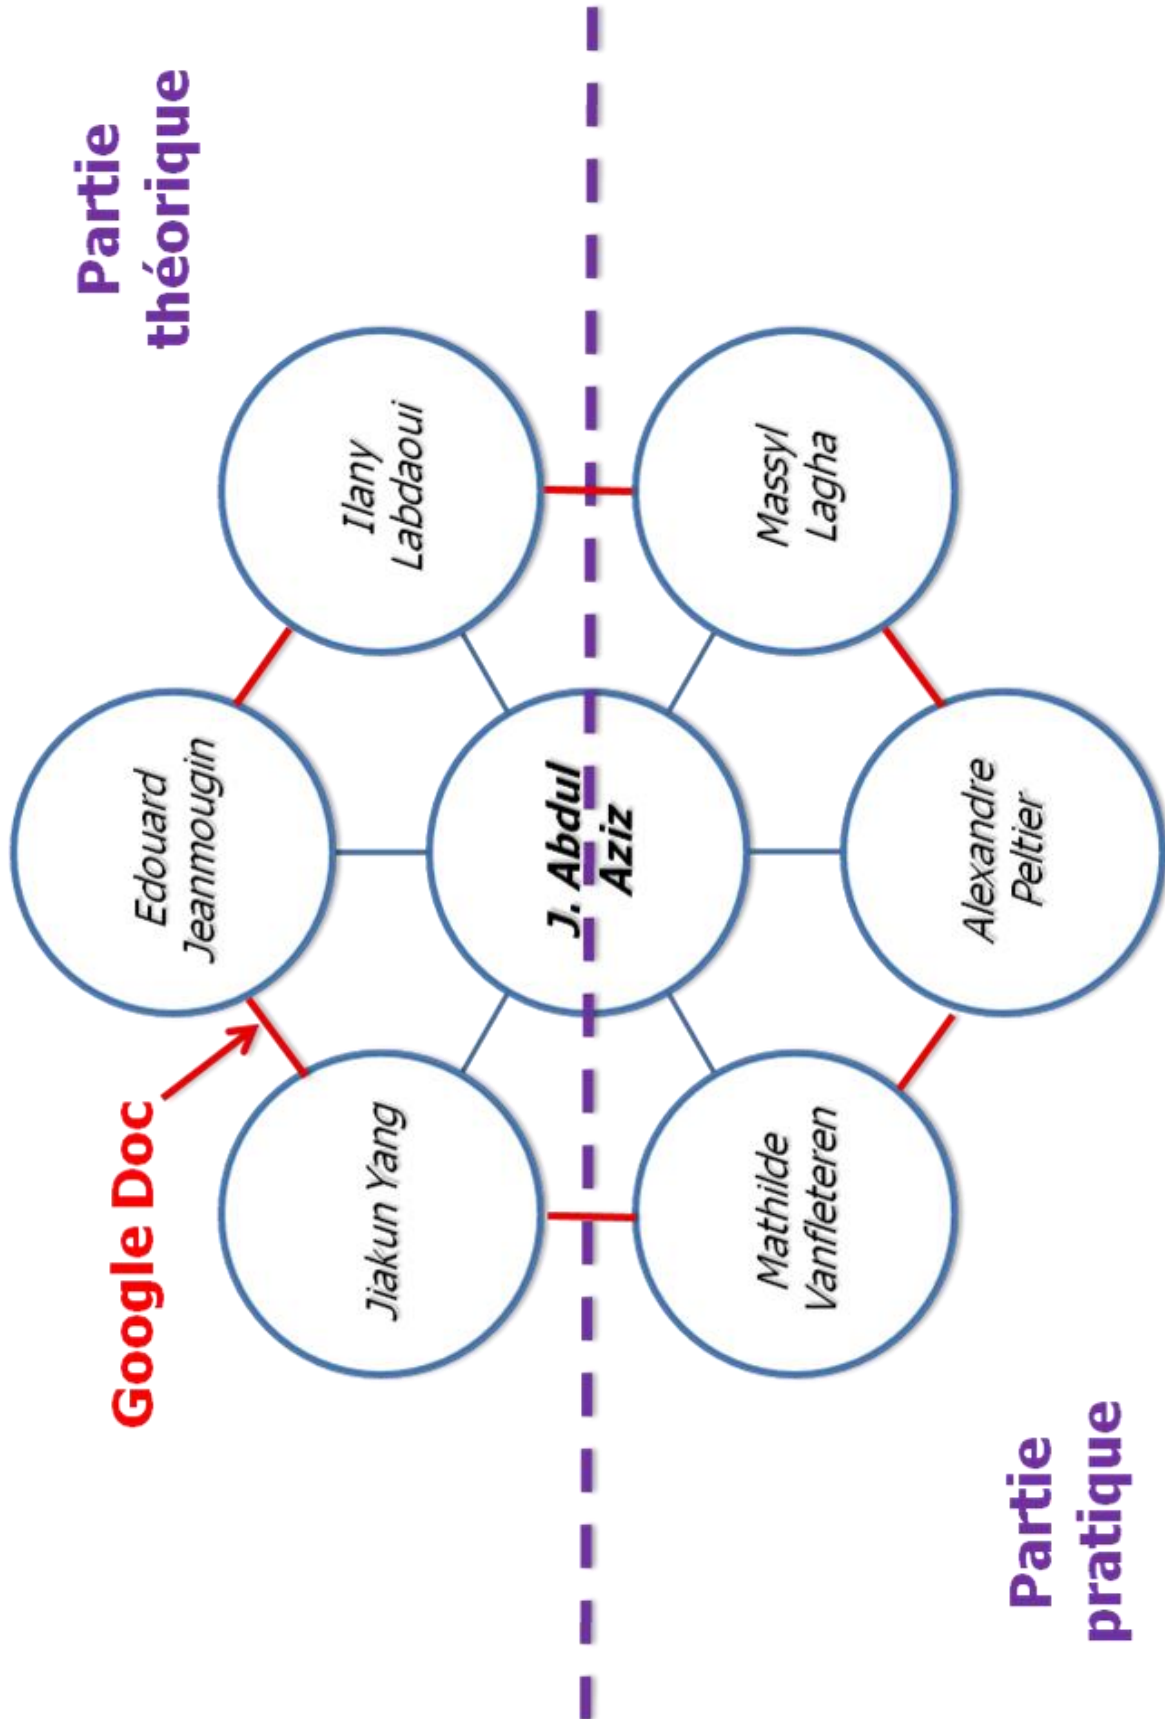 Partie
théorique
Ilany
Labdaoui
Massyl
Lagha
Edouard
Jeanmougin
J. Abdul
Aziz
Alexandre
Peltier
Google Doc
Jiakun Yang
Mathilde
Vanfleteren
Partie
pratique